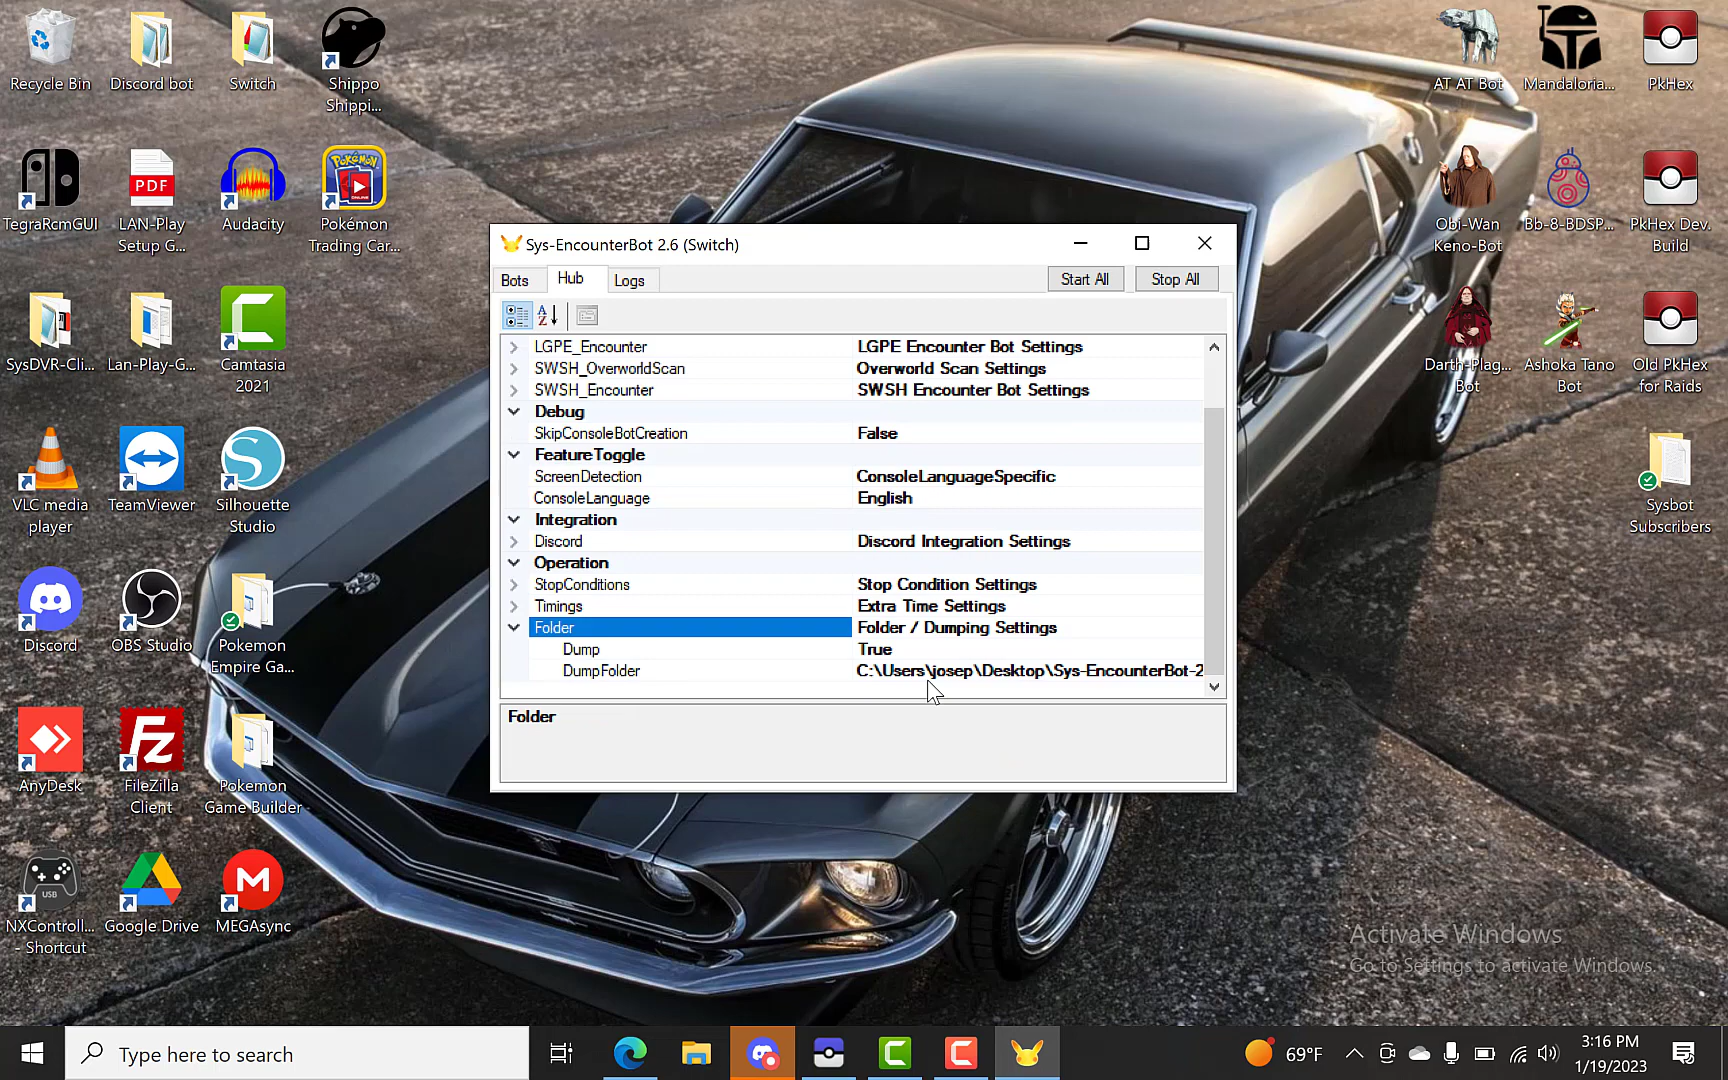 Recycle Bin
Discord bot
Switch
Shippo
Shippi...
AT AT Bot
Mandaloria...
PkHex
TegraRcmGUI
PDF
LAN-Play
Setup G...
Audacity
Pokémon
Trading Car...
Obi-Wan
Keno-Bot
Bb-8-BDSP...
PkHex Dev.
Build
SysDVR-Cli...
Lan-Play-G...
Camtasia
2021
Darth-Plag...
Bot
Ashoka Tano
Bot
Old PkHex
for Raids
VLC media
player
TeamViewer
Silhouette
Studio
Sysbot
Subscribers
Discord
OBS Studio
Pokemon
Empire Ga...
AnyDesk
FileZilla
Client
Pokemon
Game Builder
USB
NXControll...
- Shortcut
Google Drive
MEGAsync
Sys-EncounterBot 2.6 (Switch)
Bots
Hub
Logs
Start All
Stop All
LGPE_Encounter
LGPE Encounter Bot Settings
SWSH_OverworldScan
Overworld Scan Settings
SWSH_Encounter
SWSH Encounter Bot Settings
Debug
SkipConsoleBotCreation
False
FeatureToggle
ScreenDetection
ConsoleLanguageSpecific
ConsoleLanguage
English
Integration
Discord
Discord Integration Settings
Operation
StopConditions
Stop Condition Settings
Timings
Extra Time Settings
Folder
Folder / Dumping Settings
Dump
True
DumpFolder
C:\Users\josep\Desktop\Sys-EncounterBot-2
Folder
Activate Windows
Go to Settings to activate Windows.
Type here to search
69°F
3:16 PM
1/19/2023